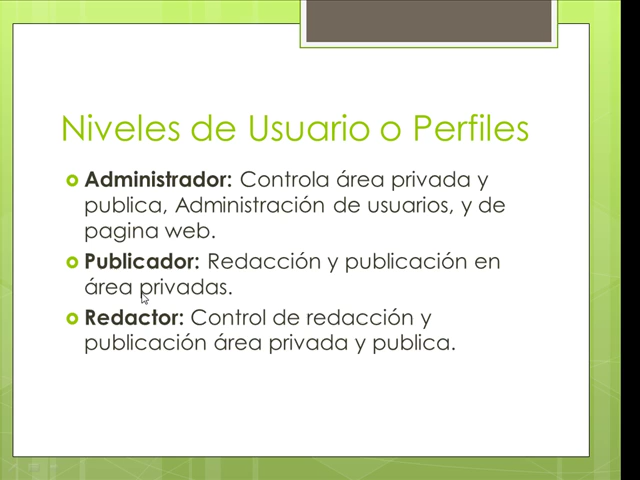 Niveles de Usuario o Perfiles
Administrador: Controla área privada y
publica, Administración de usuarios, y de
pagina web.
Publicador: Redacción y publicación en
área privadas.
Redactor: Control de redacción y
publicación área privada y publica.